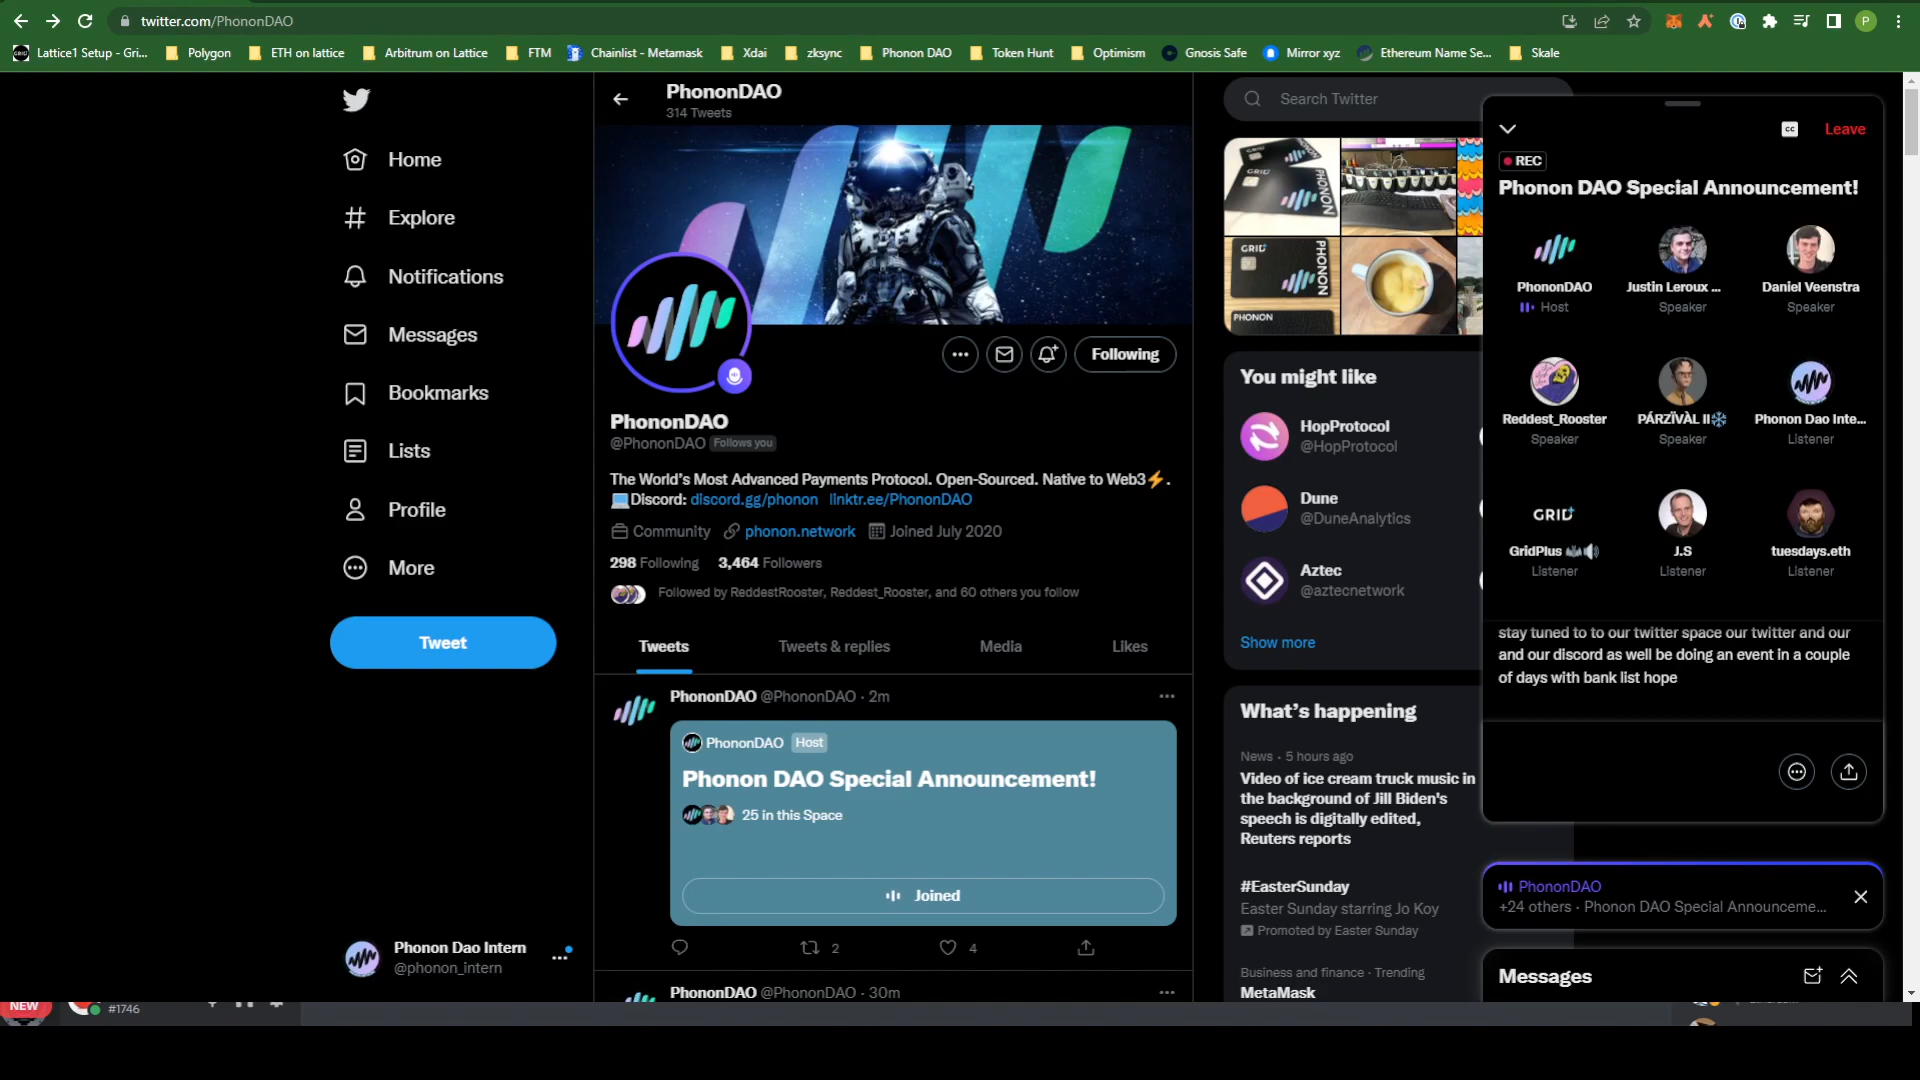 twitter.com/PhononDAO
Lattice1 Setup - Gri...
Polygon
ETH on lattice
Arbitrum on Lattice
FTM
Chainlist - Metamask
Xdai
zksync
Phonon DAO
Token Hunt
Optimism
Gnosis Safe
Mirror xyz
Ethereum Name Se...
Skale
Home
Explore
Notifications
Messages
Bookmarks
Lists
Profile
More
Tweet
Phonon Dao Intern
@phonon_intern
PhononDAO
314 Tweets
Following
PhononDAO
@PhononDAO Follows you
The World's Most Advanced Payments Protocol. Open-Sourced. Native to Web3⚡.
💻Discord: discord.gg/phonon linktr.ee/PhononDAO
Community phonon.network Joined July 2020
298 Following 3,464 Followers
Followed by ReddestRooster, Reddest_Rooster, and 60 others you follow
Tweets Tweets & replies Media Likes
PhononDAO @PhononDAO · 2m
PhononDAO Host
Phonon DAO Special Announcement!
25 in this Space
Joined
2 4
PhononDAO @PhononDAO · 30m
Search Twitter
GRID+
PHONON
GRID+
PHONON
PHONON
You might like
HopProtocol
@HopProtocol
Dune
@DuneAnalytics
Aztec
@aztecnetwork
Show more
What's happening
News · 5 hours ago
Video of ice cream truck music in
the background of Jill Biden's
speech is digitally edited,
Reuters reports
#EasterSunday
Easter Sunday starring Jo Koy
Promoted by Easter Sunday
Business and finance · Trending
MetaMask
CC
Leave
REC
Phonon DAO Special Announcement!
PhononDAO
Host
Justin Leroux ...
Speaker
Daniel Veenstra
Speaker
Reddest_Rooster
Speaker
PÁRZÏVÀL II❄️
Speaker
Phonon Dao Inte...
Listener
GRID+
GridPlus
Listener
J.S
Listener
tuesdays.eth
Listener
stay tuned to to our twitter space our twitter and our
and our discord as well be doing an event in a couple
of days with bank list hope
PhononDAO
+24 others · Phonon DAO Special Announceme...
Messages
NEW
#1746
P